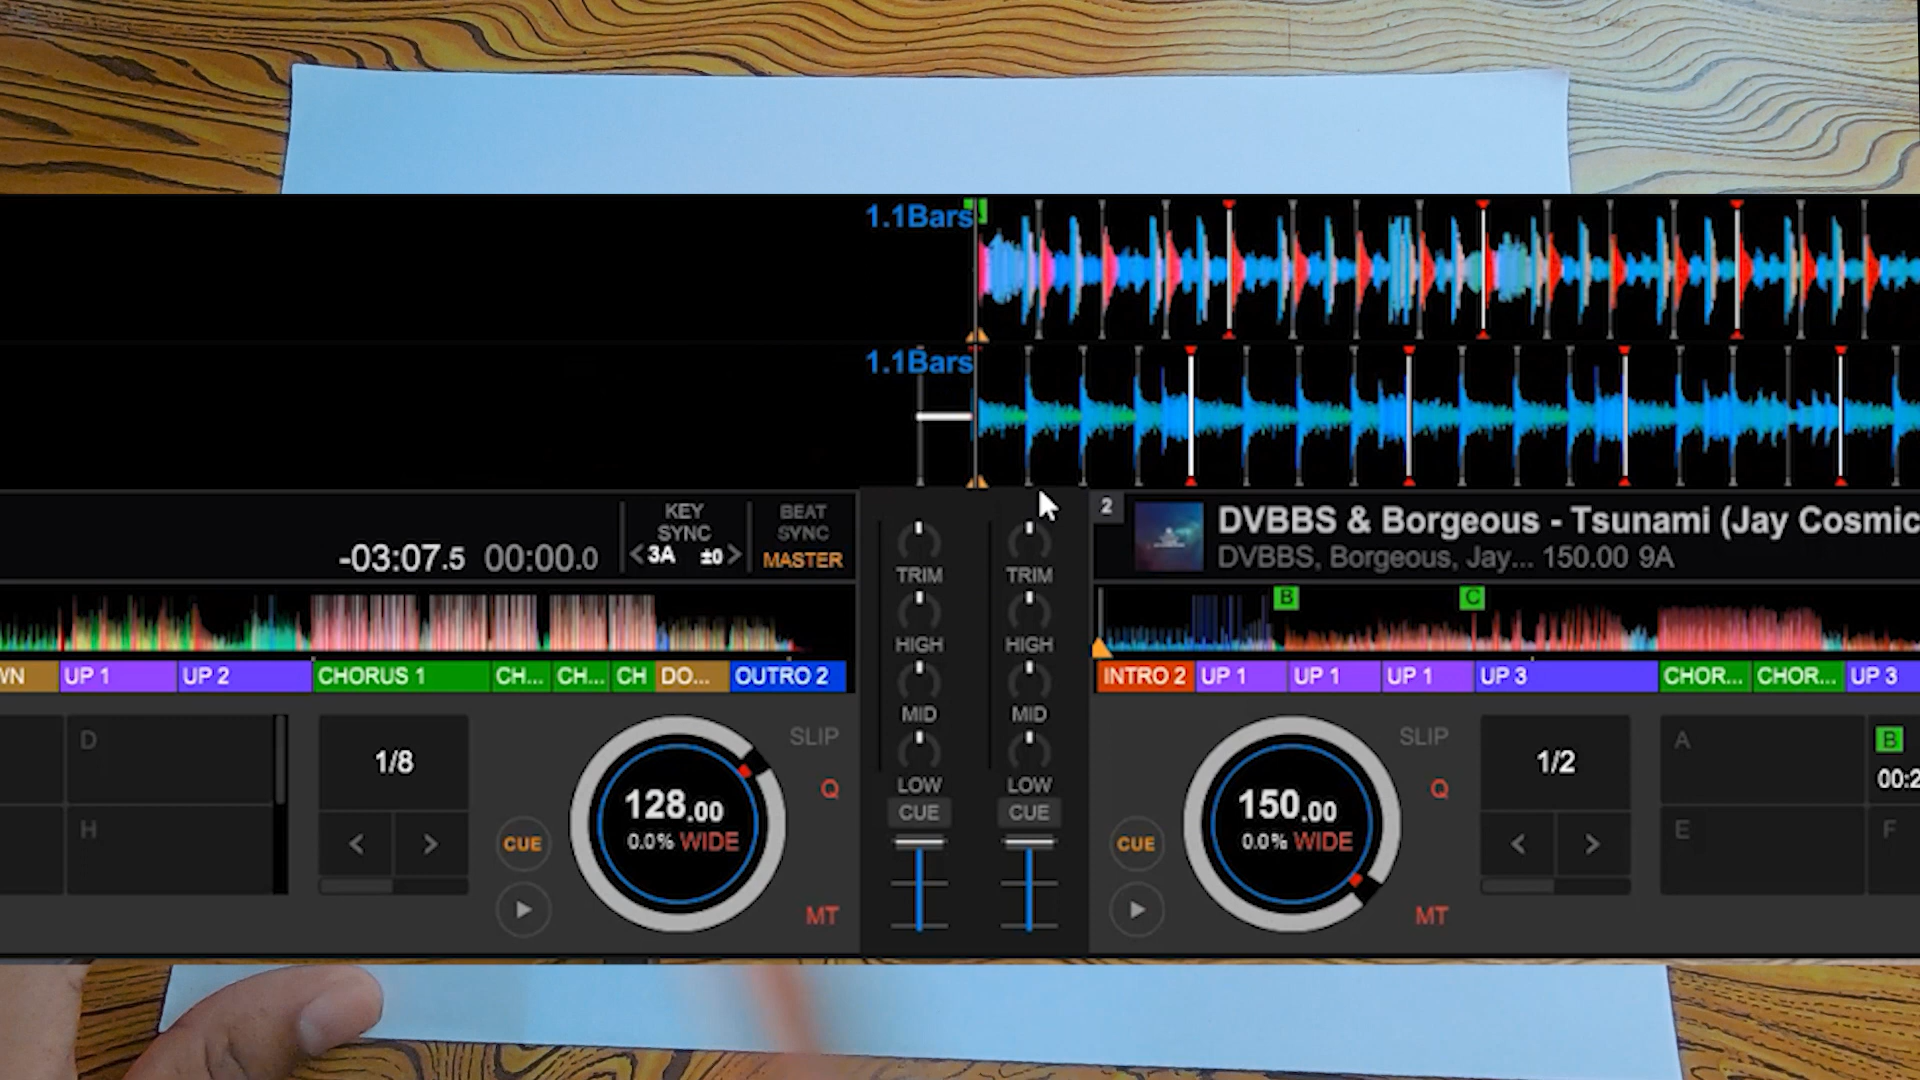 1.1Bars
1.1Bars
-03:07.5 00:00.0
KEY SYNC
< 3A ±0 >
BEAT SYNC
MASTER
2
DVBBS & Borgeous - Tsunami (Jay Cosmic
DVBBS, Borgeous, Jay... 150.00 9A
B C
WN UP 1 UP 2 CHORUS 1 CH... CH... CH DO... OUTRO 2
INTRO 2 UP 1 UP 1 UP 1 UP 3 CHOR... CHOR... UP 3
TRIM TRIM
HIGH HIGH
MID MID
LOW LOW
CUE CUE
D
H
1/8
< >
CUE
128.00
0.0% WIDE
SLIP
Q
MT
CUE
150.00
0.0% WIDE
SLIP
Q
MT
1/2
< >
A B
00:2
E F